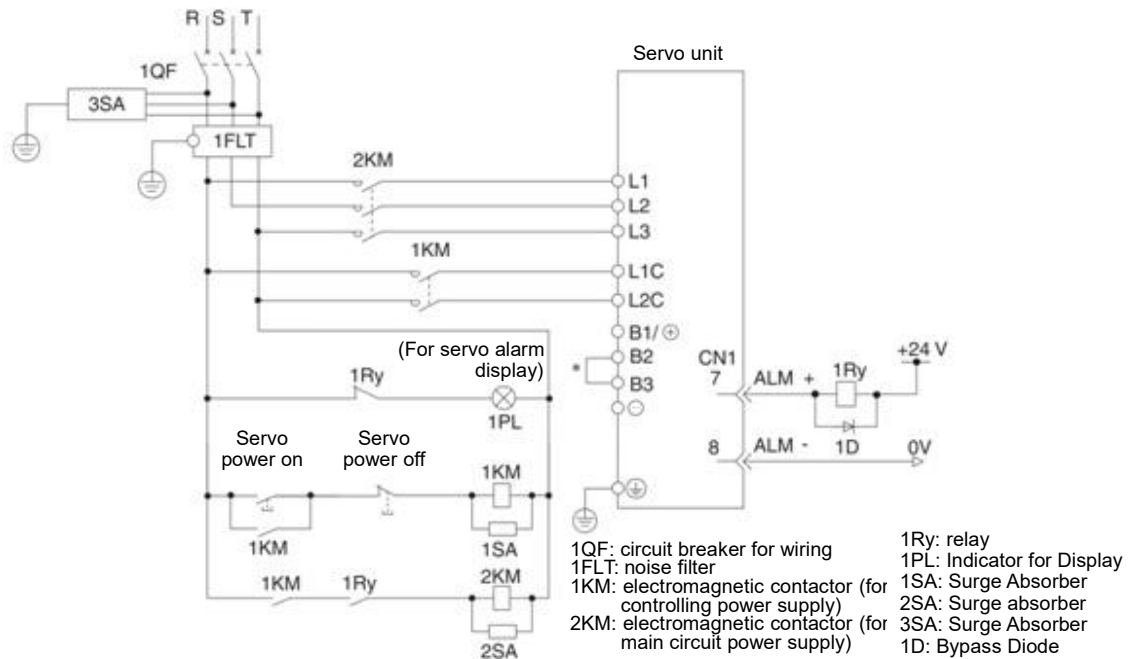 R S T
1QF
3SA
1FLT
Servo unit
2KM
L1
L2
L3
1KM
L1C
L2C
B1/⊕
B2
*
B3
⊖
CN1
7
ALM +
1Ry
+24 V
1D
8
ALM -
0V
(For servo alarm
display)
1Ry
1PL
Servo
power on
Servo
power off
1KM
1KM
1SA
1KM
1Ry
2KM
2SA
1QF: circuit breaker for wiring
1FLT: noise filter
1KM: electromagnetic contactor (for
controlling power supply)
2KM: electromagnetic contactor (for
main circuit power supply)
1Ry: relay
1PL: Indicator for Display
1SA: Surge Absorber
2SA: Surge absorber
3SA: Surge Absorber
1D: Bypass Diode